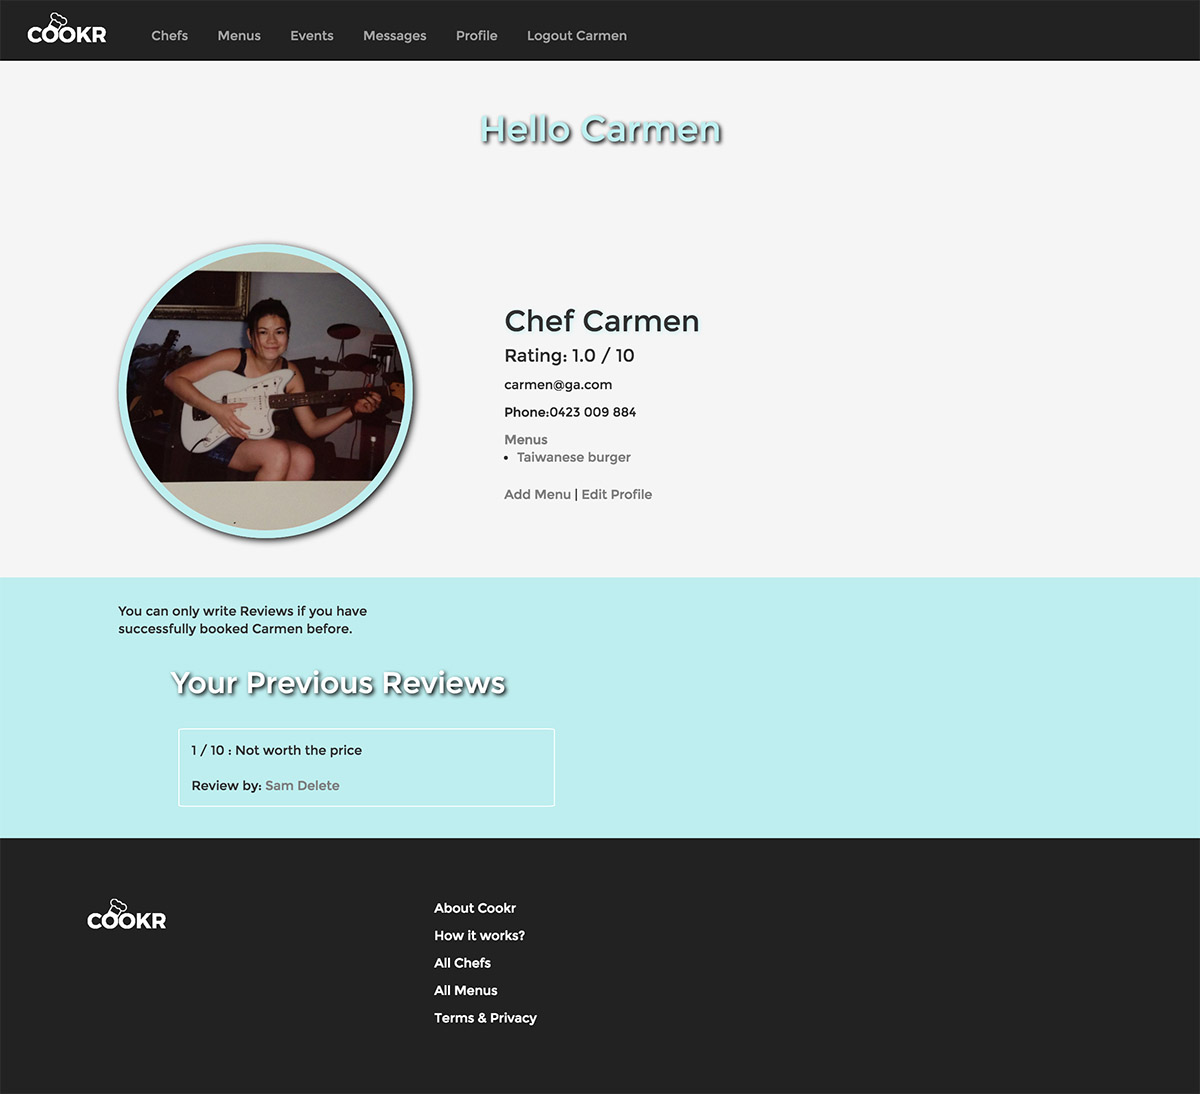 COOKR Chefs Menus Events Messages Profile Logout Carmen
Hello Carmen
Chef Carmen
Rating: 1.0 / 10
carmen@ga.com
Phone:0423 009 884
Menus
• Taiwanese burger
Add Menu | Edit Profile
You can only write Reviews if you have
successfully booked Carmen before.
Your Previous Reviews
1 / 10 : Not worth the price
Review by: Sam Delete
COOKR
About Cookr
How it works?
All Chefs
All Menus
Terms & Privacy